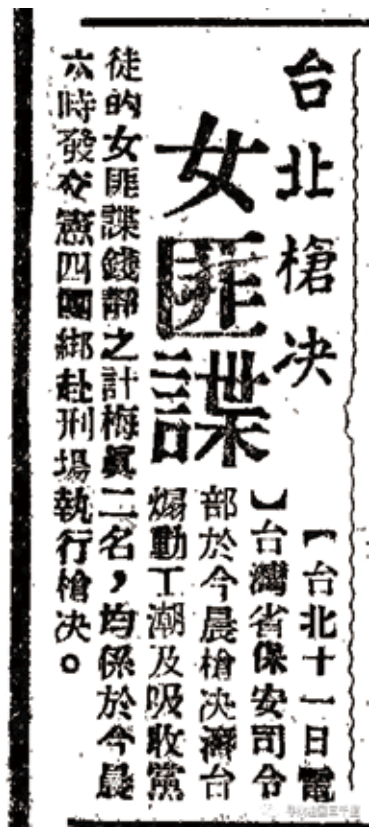 台北槍決
女匪諜
【台北十一日電
】台灣省保安司令
部於今晨槍決潛台
煽動工潮及吸收黨
徒的女匪諜錢靜之計梅眞二名，均係於今晨
六時發交憲四團綁赴刑場執行槍决。